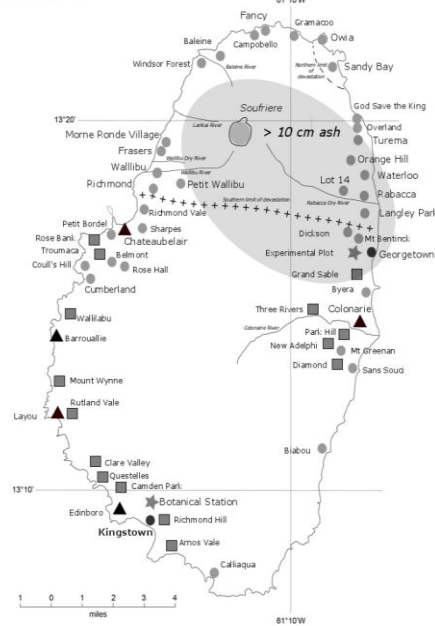 61°10'W
Fancy
Gramacoo
Owia
Baleine
Campobello
Baleine River
Windsor Forest
Northern limit of devastation
Sandy Bay
Soufriere
God Save the King
13°20'
Larikai River
> 10 cm ash
Overland
Turema
Morne Ronde Village
Frasers
Wallibu Dry River
Orange Hill
Walllibu
Wallibu River
Waterloo
Richmond
Petit Wallibu
Lot 14
Rabacca
Southern limit of devastation
Rabacca Dry River
Richmond Vale
Langley Park
Petit Bordel
Sharpes
Dickson
Mt Bentinck
Rose Bank
Chateaubelair
Troumaca
Belmont
Experimental Plot
Georgetown
Coull's Hill
Rose Hall
Grand Sable
Cumberland
Byera
Three Rivers
Colonarie
Wallilabu
Colonaire River
Park Hill
Barrouallie
New Adelphi
Mt Greenan
Diamond
Sans Souci
Mount Wynne
Rutland Vale
Layou
Biabou
Clare Valley
Questelles
13°10'
Camden Park
Botanical Station
Edinboro
Richmond Hill
Kingstown
Arnos Vale
Calliaqua
1 0 1 2 3 4
miles
61°10'W